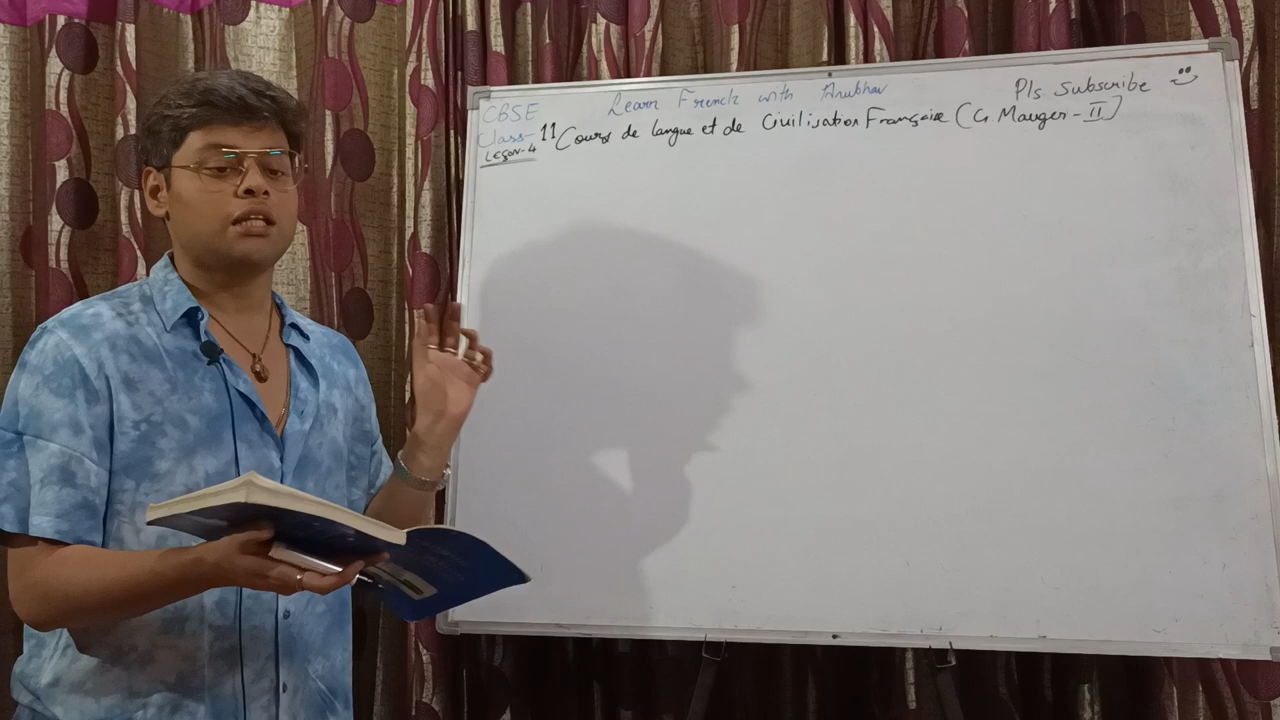 CBSE Learn French with Anubhav Pls Subscribe
Class-11 Cours de langue et de Civilisation Française (G Mauger-II)
Leçon-4